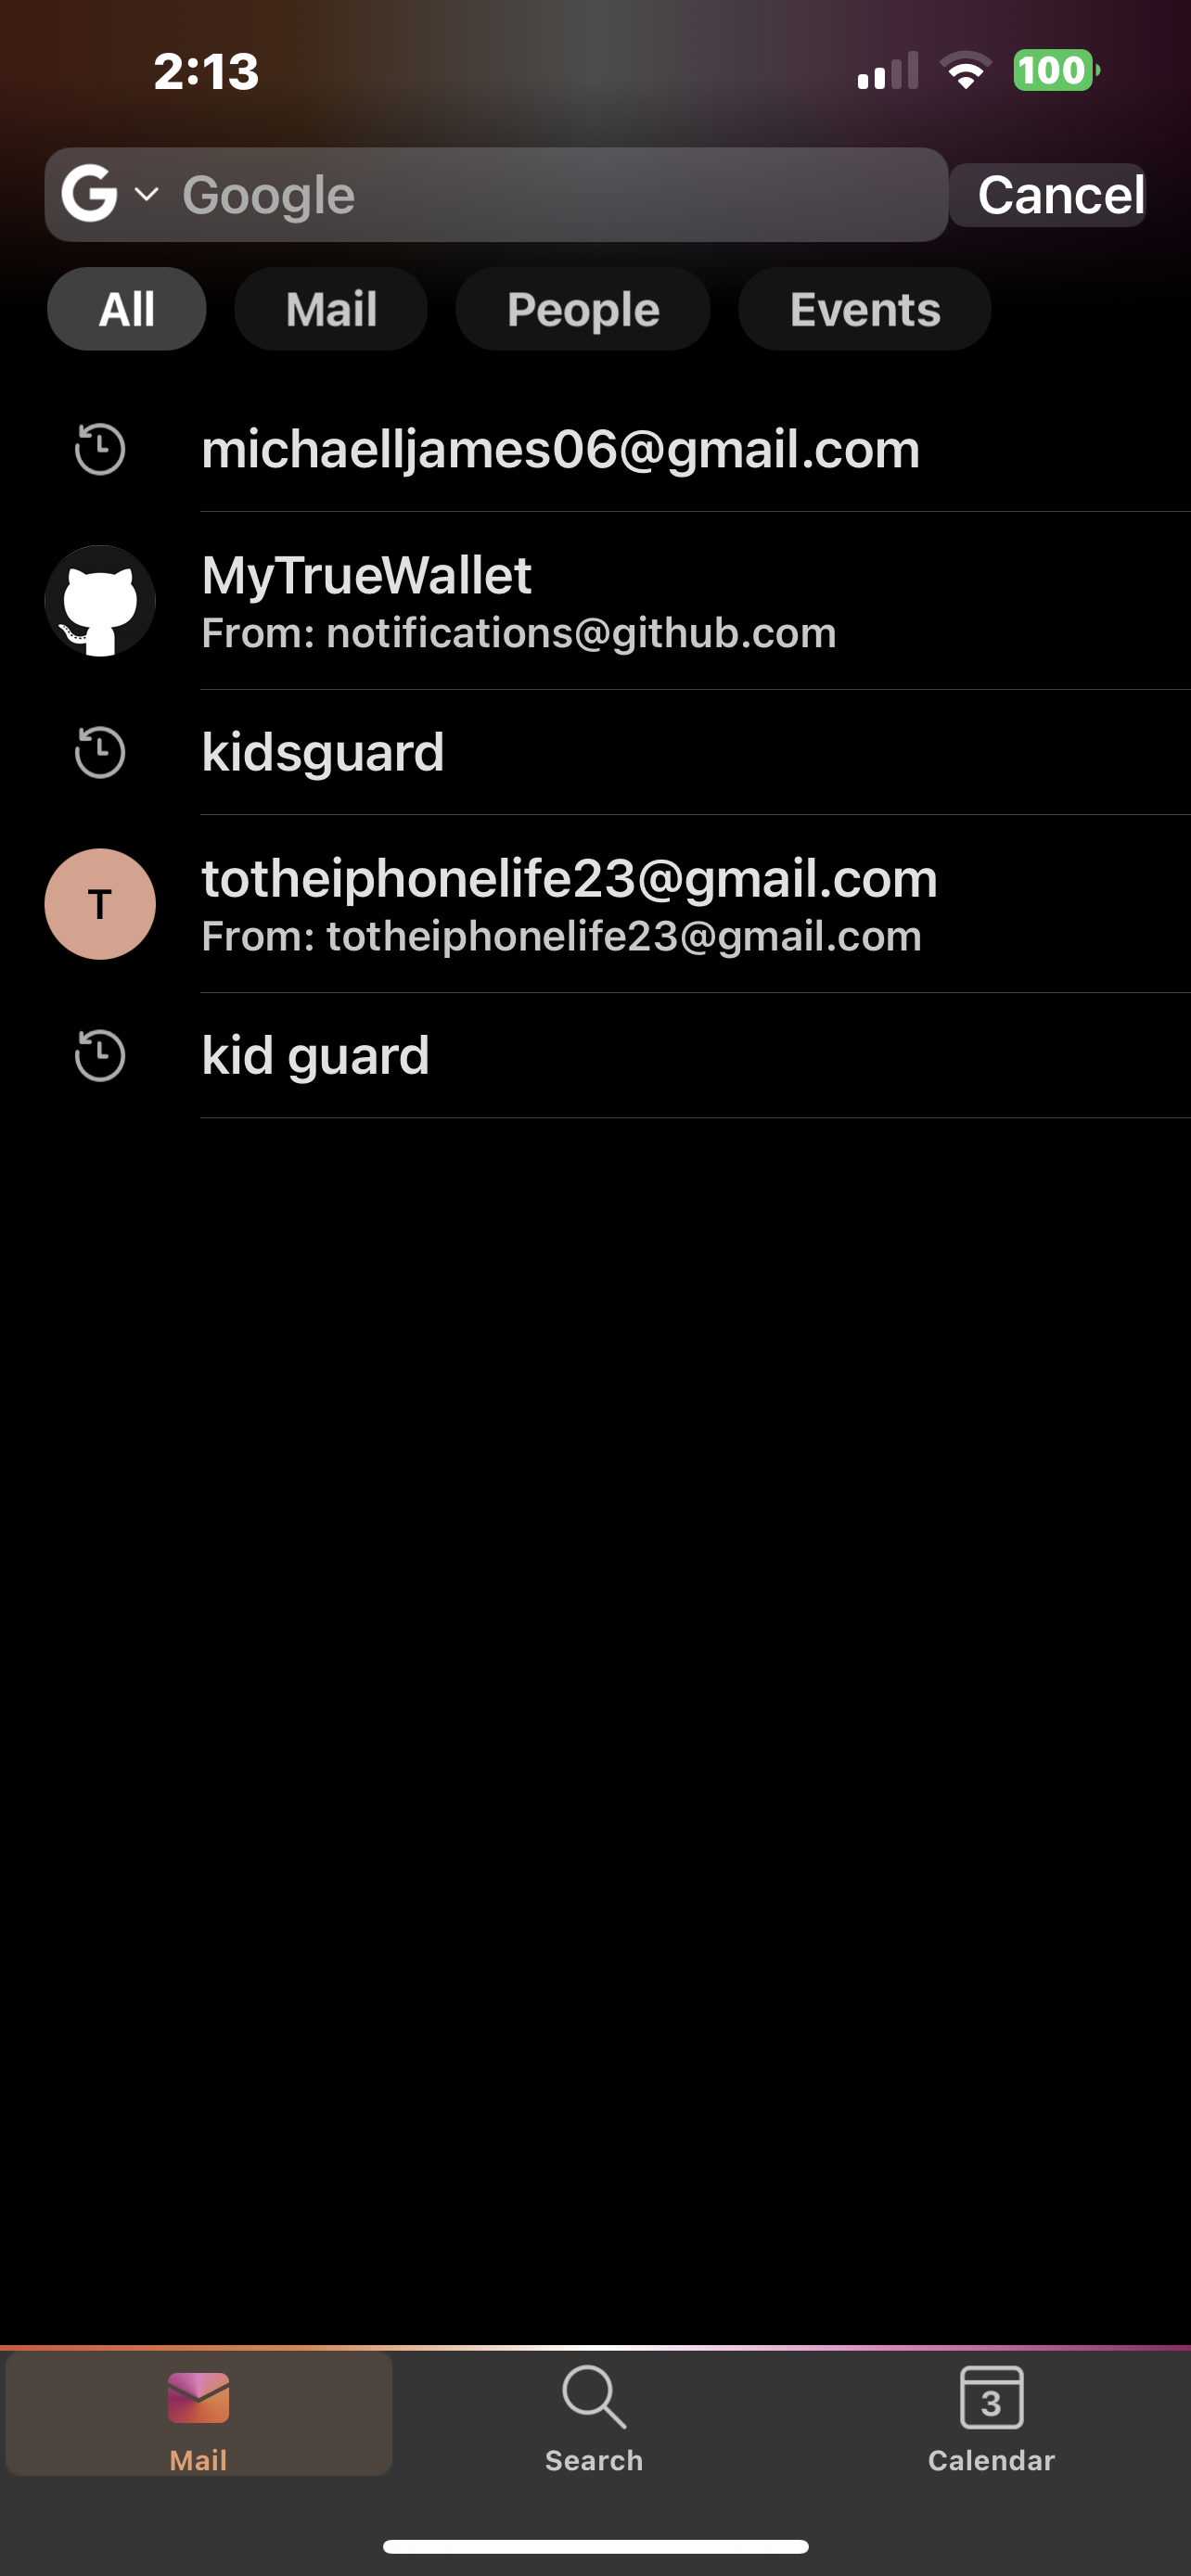 2:13
100
G Google
Cancel
All
Mail
People
Events
michaelljames06@gmail.com
MyTrueWallet
From: notifications@github.com
kidsguard
T
totheiphonelife23@gmail.com
From: totheiphonelife23@gmail.com
kid guard
3
Mail
Search
Calendar